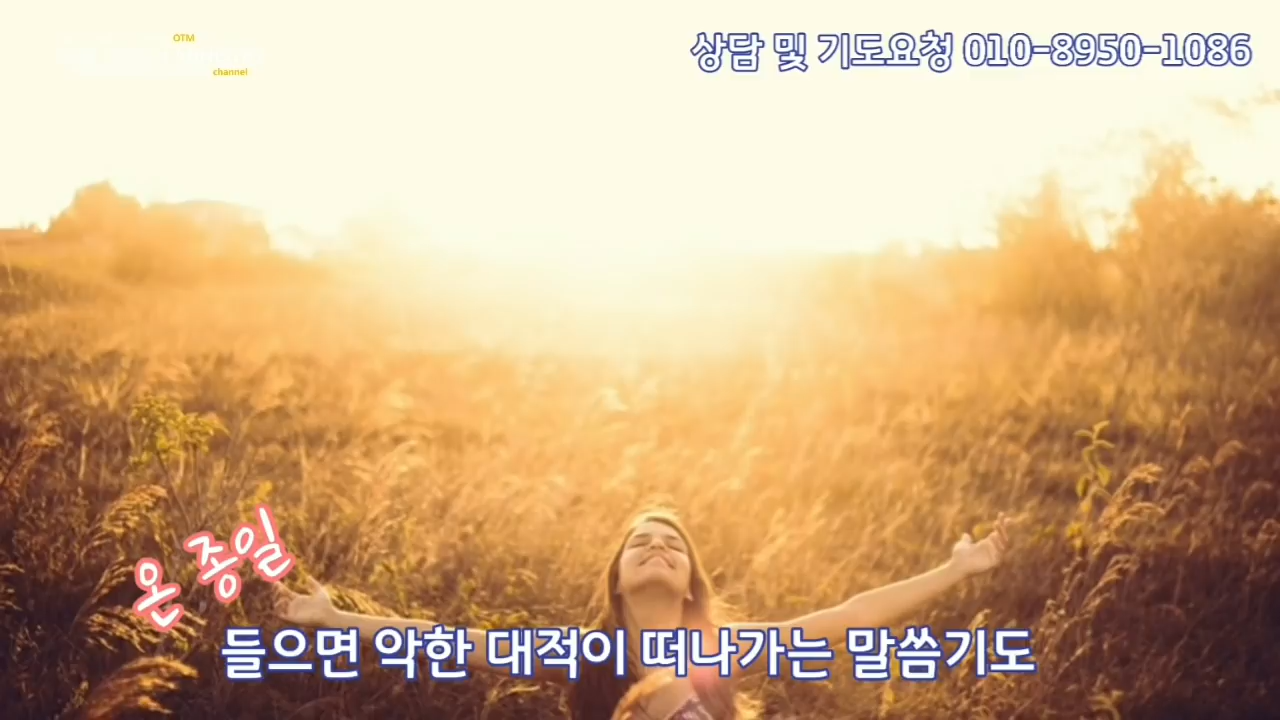 OTM
channel
상담 및 기도요청 010-8950-1086
온 종일
들으면 악한 대적이 떠나가는 말씀기도